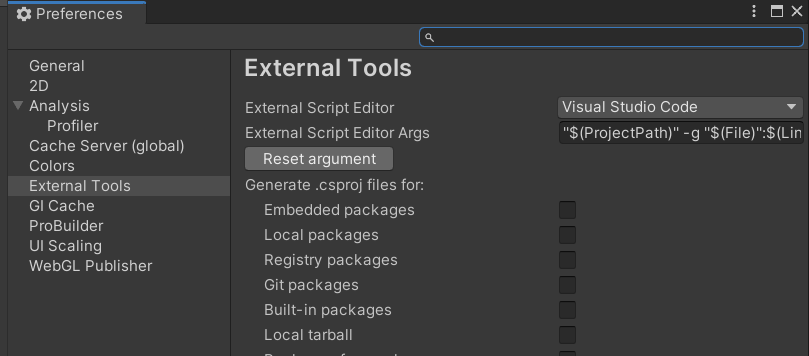 Preferences
General
2D
Analysis
Profiler
Cache Server (global)
Colors
External Tools
GI Cache
ProBuilder
UI Scaling
WebGL Publisher
External Tools
External Script Editor
Visual Studio Code
External Script Editor Args
"$(ProjectPath)" -g "$(File)":$(Lin
Reset argument
Generate .csproj files for:
Embedded packages
Local packages
Registry packages
Git packages
Built-in packages
Local tarball